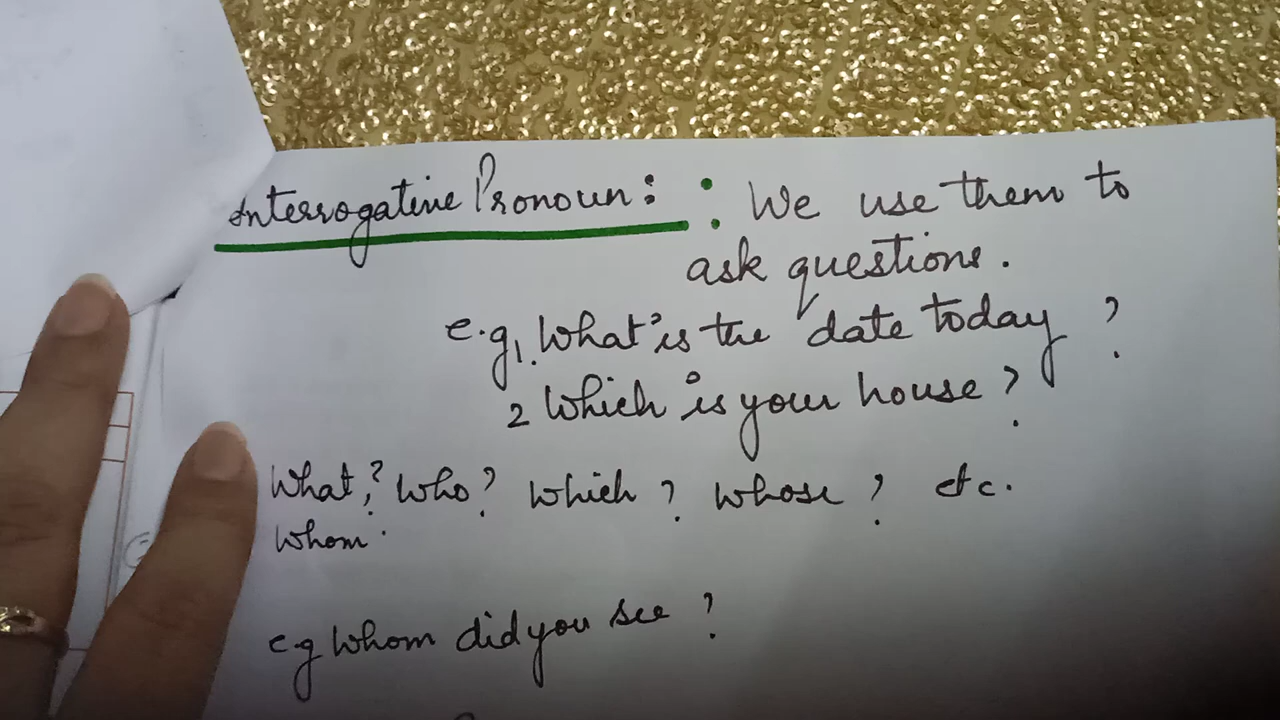 Interrogative Pronoun: : We use them to
ask questions.
e.g 1. What is the date today ?
2 Which is your house ?
What, ? Who ? Which ? Whose ? etc.
Whom.
e.g Whom did you see ?